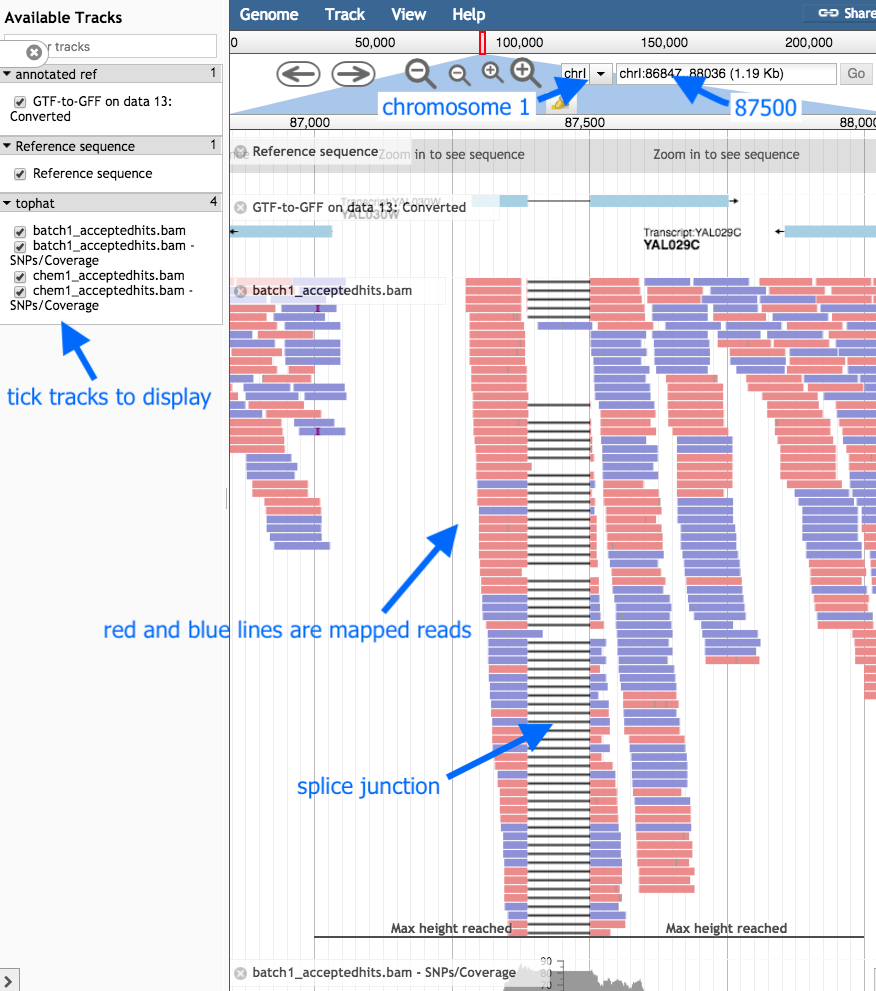 Available Tracks
r tracks
annotated ref 1
GTF-to-GFF on data 13:
Converted
Reference sequence 1
Reference sequence
tophat 4
batch1_acceptedhits.bam
batch1_acceptedhits.bam -
SNPs/Coverage
chem1_acceptedhits.bam
chem1_acceptedhits.bam -
SNPs/Coverage
tick tracks to display
Genome Track View Help Share
0 50,000 100,000 150,000 200,000
chrI chrI:86847..88036 (1.19 Kb) Go
chromosome 1 87500
87,000 87,500 88,000
Reference sequence Zoom in to see sequence Zoom in to see sequence
Transcript:YAL030W
GTF-to-GFF on data 13: Converted
YAL030W
Transcript:YAL029C
YAL029C
batch1_acceptedhits.bam
red and blue lines are mapped reads
splice junction
Max height reached Max height reached
batch1_acceptedhits.bam - SNPs/Coverage
90
80
70